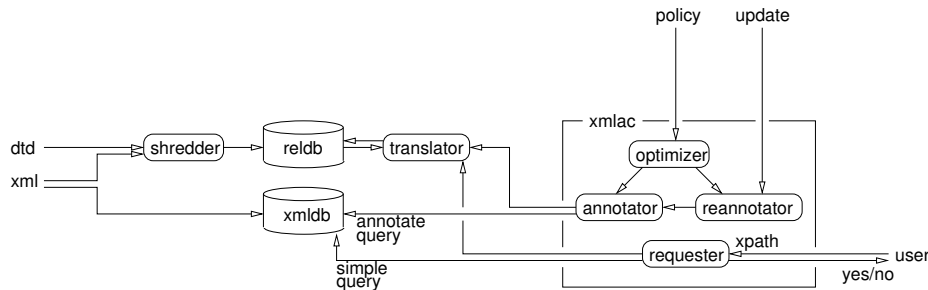 policy
update
xmlac
dtd
shredder
reldb
translator
optimizer
xml
xmldb
annotate
query
annotator
reannotator
xpath
simple
query
requester
user
yes/no